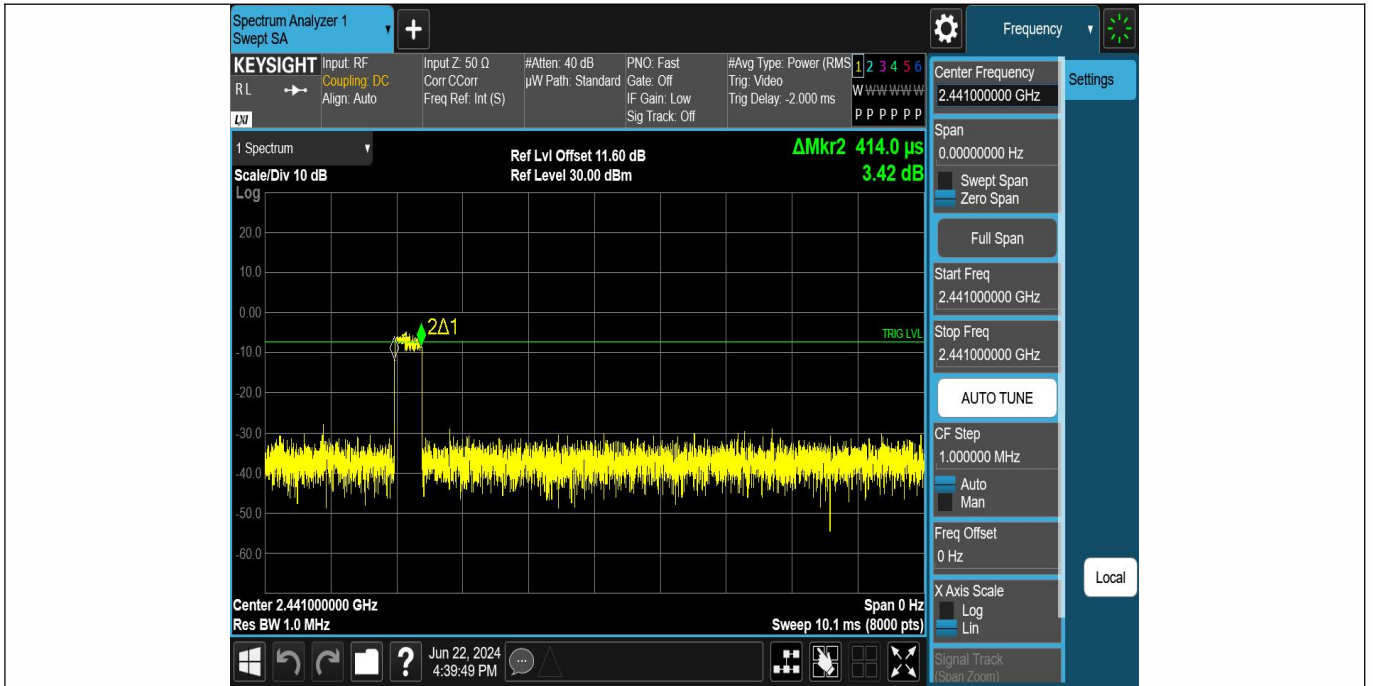 Spectrum Analyzer 1
Swept SA
+
Frequency
KEYSIGHT
RL
LXI
Input: RF
Coupling: DC
Align: Auto
Input Z: 50 Ω
Corr CCorr
Freq Ref: Int (S)
#Atten: 40 dB
µW Path: Standard
PNO: Fast
Gate: Off
IF Gain: Low
Sig Track: Off
#Avg Type: Power (RMS
Trig: Video
Trig Delay: -2.000 ms
1 2 3 4 5 6
W W W W W W
P P P P P P
Center Frequency
2.441000000 GHz
Settings
1 Spectrum
Scale/Div 10 dB
Ref Lvl Offset 11.60 dB
Ref Level 30.00 dBm
ΔMkr2 414.0 µs
3.42 dB
Log
20.0
10.0
0.00
-10.0
-20.0
-30.0
-40.0
-50.0
-60.0
2Δ1
TRIG LVL
Center 2.441000000 GHz
Res BW 1.0 MHz
Span 0 Hz
Sweep 10.1 ms (8000 pts)
Span
0.00000000 Hz
Swept Span
Zero Span
Full Span
Start Freq
2.441000000 GHz
Stop Freq
2.441000000 GHz
AUTO TUNE
CF Step
1.000000 MHz
Auto
Man
Freq Offset
0 Hz
X Axis Scale
Log
Lin
Signal Track
(Span Zoom)
Local
?
Jun 22, 2024
4:39:49 PM